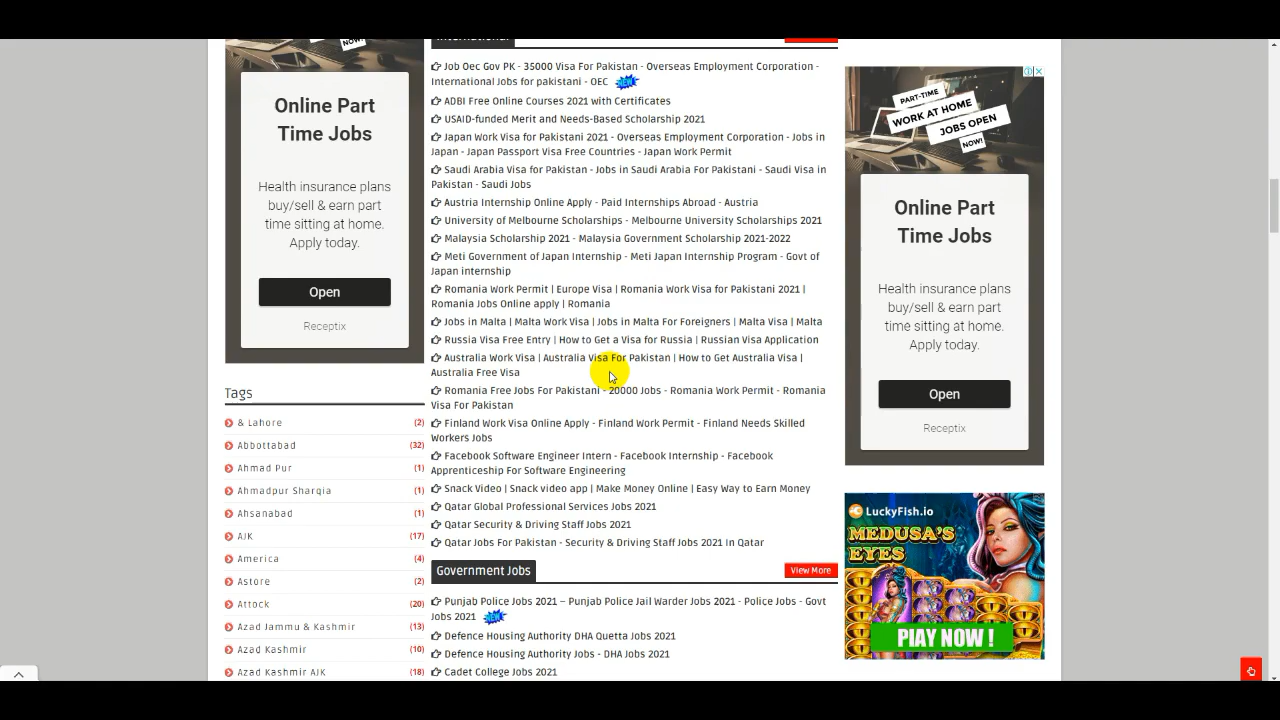 NOW!
Online Part
Time Jobs
Health insurance plans
buy/sell & earn part
time sitting at home.
Apply today.
Open
Receptix
Tags
& Lahore (2)
Abbottabad (32)
Ahmad Pur (1)
Ahmadpur Sharqia (1)
Ahsanabad (1)
AJK (17)
America (4)
Astore (2)
Attock (20)
Azad Jammu & Kashmir (13)
Azad Kashmir (10)
Azad Kashmir AJK (18)
International
Job Oec Gov PK - 35000 Visa For Pakistan - Overseas Employment Corporation -
International Jobs for pakistani - OEC NEW
ADBI Free Online Courses 2021 with Certificates
USAID-funded Merit and Needs-Based Scholarship 2021
Japan Work Visa for Pakistani 2021 - Overseas Employment Corporation - Jobs in
Japan - Japan Passport Visa Free Countries - Japan Work Permit
Saudi Arabia Visa for Pakistan - Jobs in Saudi Arabia For Pakistani - Saudi Visa in
Pakistan - Saudi Jobs
Austria Internship Online Apply - Paid Internships Abroad - Austria
University of Melbourne Scholarships - Melbourne University Scholarships 2021
Malaysia Scholarship 2021 - Malaysia Government Scholarship 2021-2022
Meti Government of Japan Internship - Meti Japan Internship Program - Govt of
Japan internship
Romania Work Permit | Europe Visa | Romania Work Visa for Pakistan 2021 |
Romania Jobs Online apply | Romania
Jobs in Malta | Malta Work Visa | Jobs in Malta For Foreigners | Malta Visa | Malta
Russia Visa Free Entry | How to Get a Visa for Russia | Russian Visa Application
Australia Work Visa | Australia Visa For Pakistan | How to Get Australia Visa |
Australia Free Visa
Romania Free Jobs For Pakistani - 20000 Jobs - Romania Work Permit - Romania
Visa For Pakistan
Finland Work Visa Online Apply - Finland Work Permit - Finland Needs Skilled
Workers Jobs
Facebook Software Engineer Intern - Facebook Internship - Facebook
Apprenticeship For Software Engineering
Snack Video | Snack video app | Make Money Online | Easy Way to Earn Money
Qatar Global Professional Services Jobs 2021
Qatar Security & Driving Staff Jobs 2021
Qatar Jobs For Pakistan - Security & Driving Staff Jobs 2021 In Qatar
Government Jobs View More
Punjab Police Jobs 2021 – Punjab Police Jail Warder Jobs 2021 - Police Jobs - Govt
Jobs 2021 NEW
Defence Housing Authority DHA Quetta Jobs 2021
Defence Housing Authority Jobs - DHA Jobs 2021
Cadet College Jobs 2021
PART-TIME
WORK AT HOME
JOBS OPEN
NOW!
Online Part
Time Jobs
Health insurance plans
buy/sell & earn part
time sitting at home.
Apply today.
Open
Receptix
LuckyFish.io
MEDUSA'S
EYES
PLAY NOW !